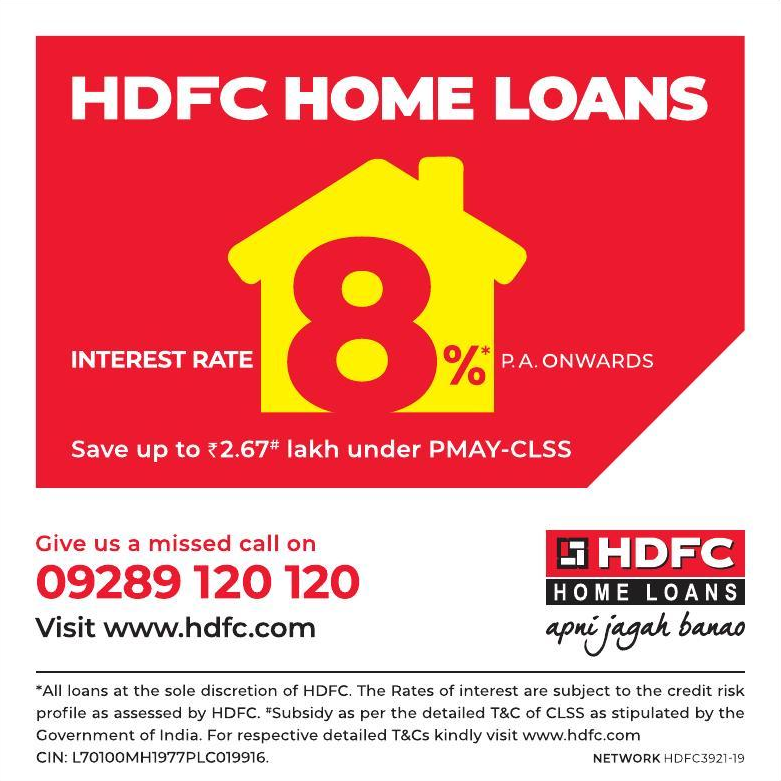 HDFC HOME LOANS
INTEREST RATE 8%* P.A. ONWARDS
Save up to ₹2.67# lakh under PMAY-CLSS
Give us a missed call on
09289 120 120
Visit www.hdfc.com
HDFC
HOME LOANS
apni jagah banao
*All loans at the sole discretion of HDFC. The Rates of interest are subject to the credit risk
profile as assessed by HDFC. #Subsidy as per the detailed T&C of CLSS as stipulated by the
Government of India. For respective detailed T&Cs kindly visit www.hdfc.com
CIN: L70100MH1977PLC019916.
NETWORK HDFC3921-19